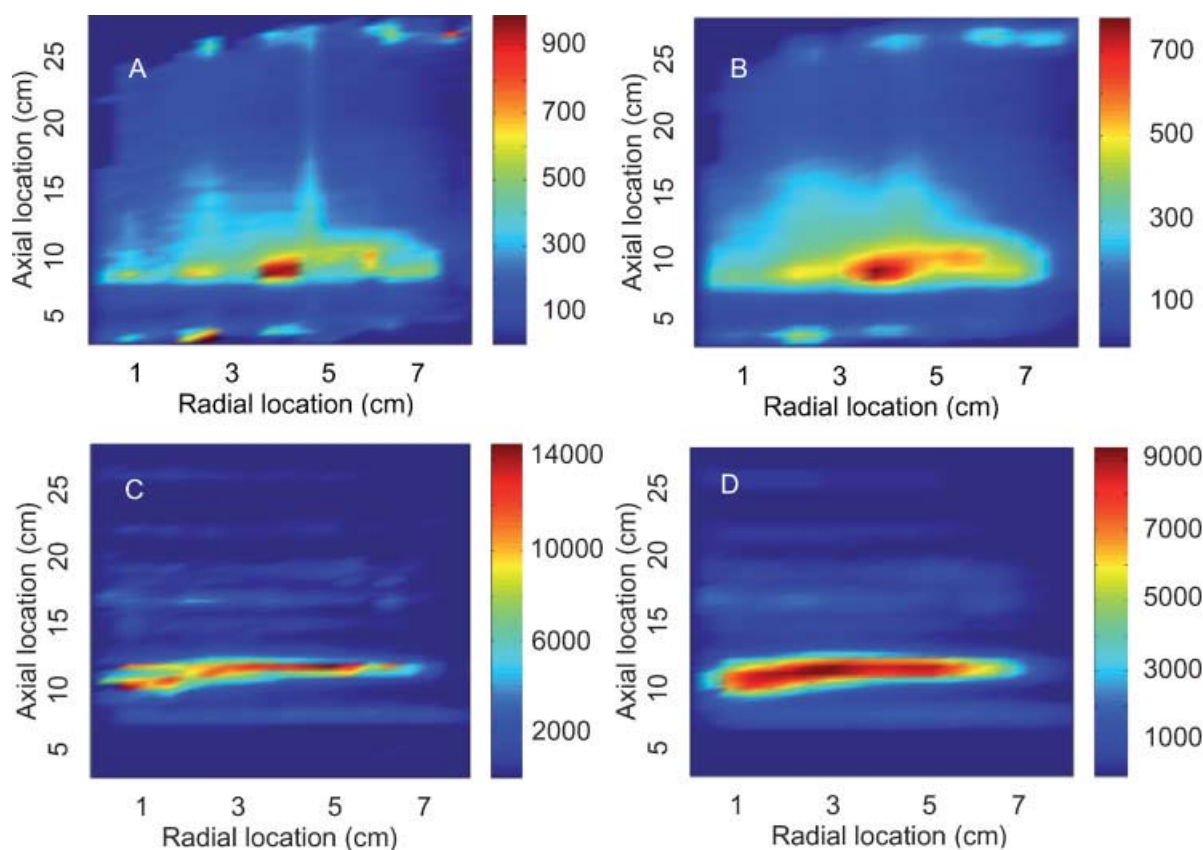 A
Axial location (cm)
25
20
15
10
5
1 3 5 7
Radial location (cm)
900
700
500
300
100
B
Axial location (cm)
25
20
15
10
5
1 3 5 7
Radial location (cm)
700
500
300
100
C
Axial location (cm)
25
20
15
10
5
1 3 5 7
Radial location (cm)
14000
10000
6000
2000
D
Axial location (cm)
25
20
15
10
5
1 3 5 7
Radial location (cm)
9000
7000
5000
3000
1000